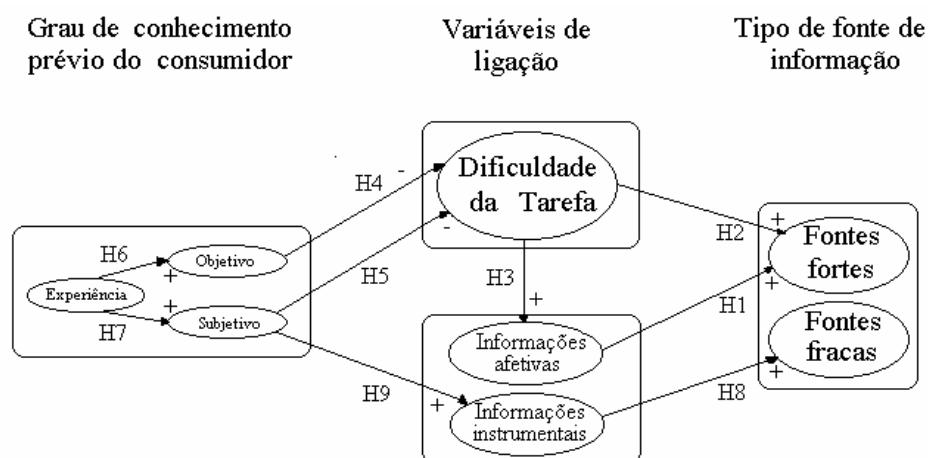 Grau de conhecimento
prévio do consumidor
Variáveis de
ligação
Tipo de fonte de
informação
Dificuldade
da Tarefa
H4
-
H5
-
H6
+
Objetivo
Experiência
H7
+
Subjetivo
H3
+
H2
+
Fontes
fortes
H1
+
Fontes
fracas
Informações
afetivas
H9
+
Informações
instrumentais
H8
+